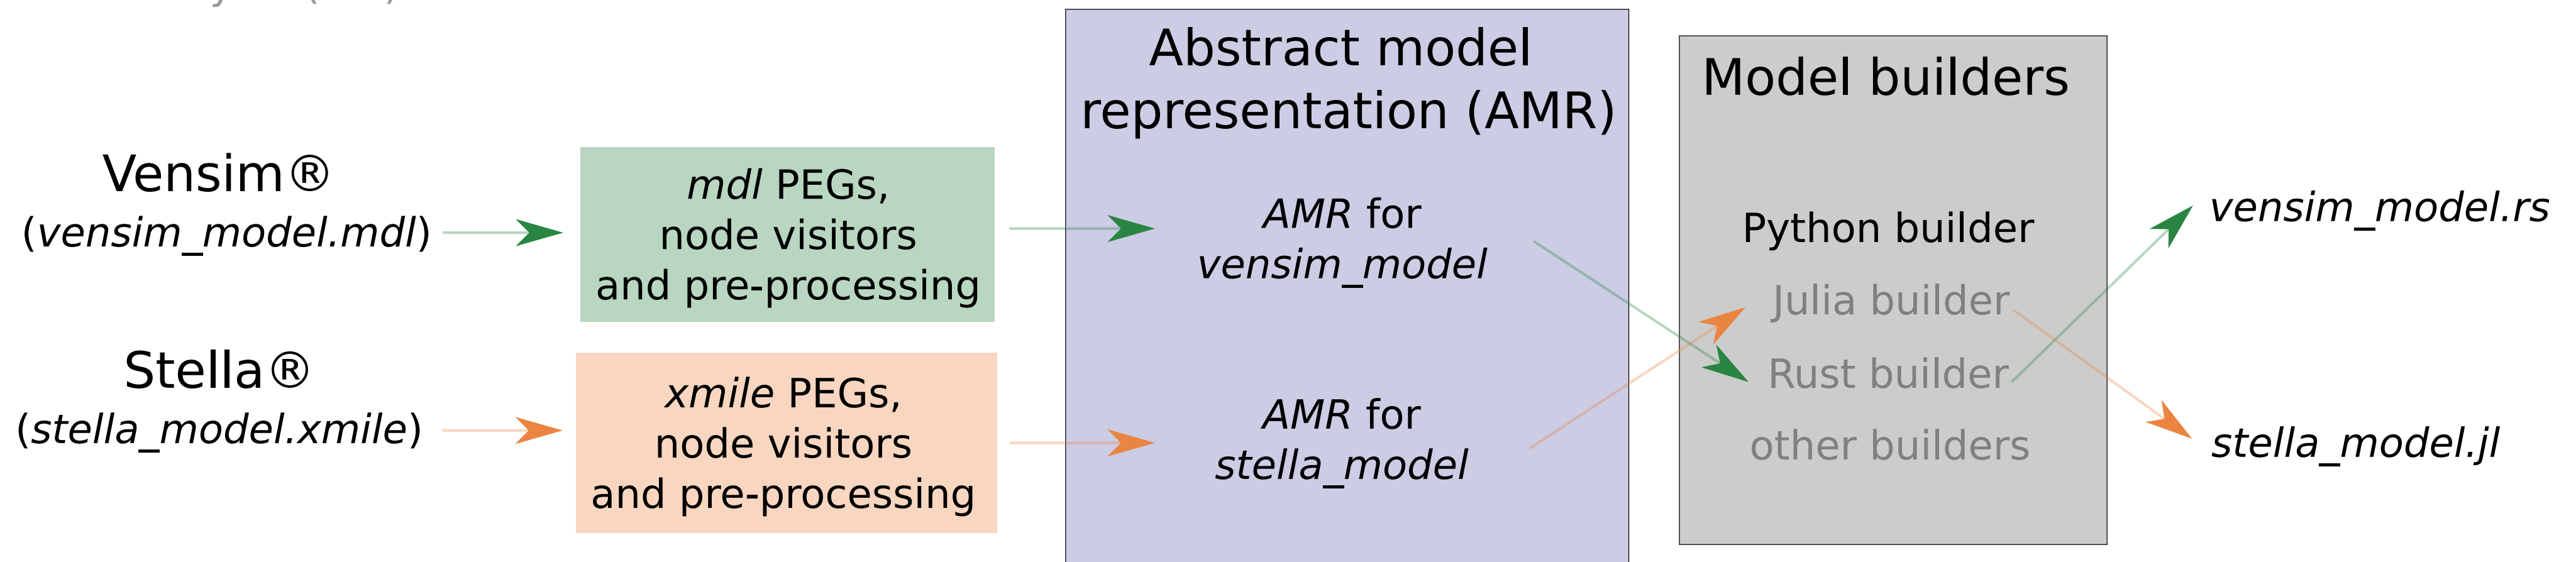 Vensim®
(vensim_model.mdl)
Stella®
(stella_model.xmile)
mdl PEGs,
node visitors
and pre-processing
xmile PEGs,
node visitors
and pre-processing
Abstract model
representation (AMR)
AMR for
vensim_model
AMR for
stella_model
Model builders
Python builder
Julia builder
Rust builder
other builders
vensim_model.rs
stella_model.jl